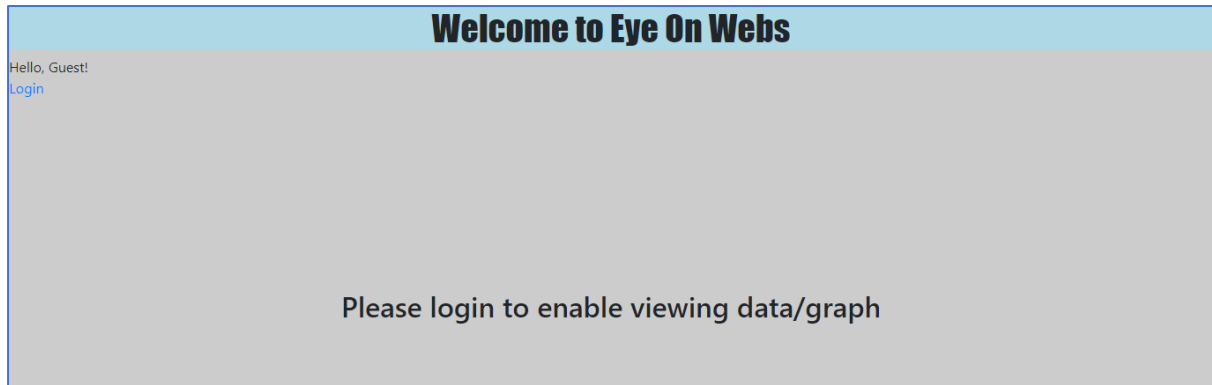 Welcome to Eye On Webs
Hello, Guest!
Login
Please login to enable viewing data/graph